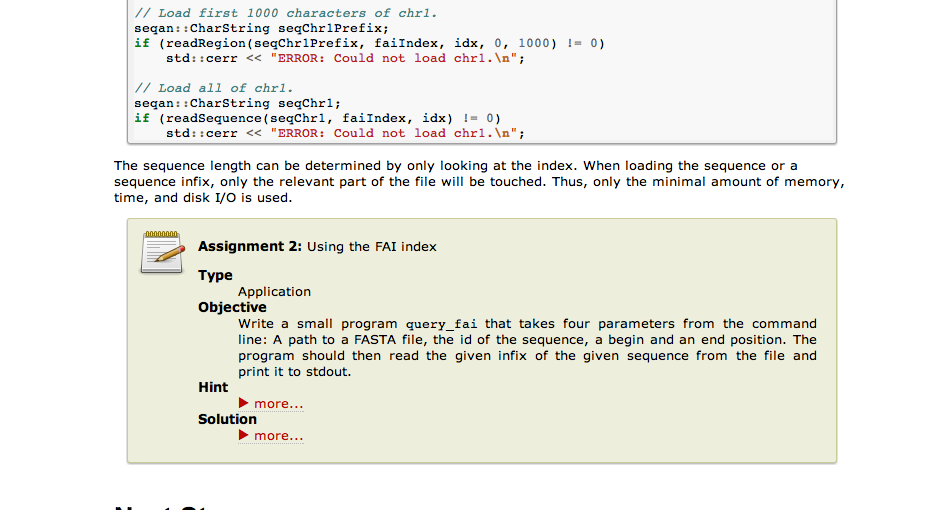 // Load first 1000 characters of chr1.
seqan::CharString seqChr1Prefix;
if (readRegion(seqChr1Prefix, faiIndex, idx, 0, 1000) != 0)
    std::cerr << "ERROR: Could not load chr1.\n";
// Load all of chr1.
seqan::CharString seqChr1;
if (readSequence(seqChr1, faiIndex, idx) != 0)
    std::cerr << "ERROR: Could not load chr1.\n";
The sequence length can be determined by only looking at the index. When loading the sequence or a
sequence infix, only the relevant part of the file will be touched. Thus, only the minimal amount of memory,
time, and disk I/O is used.
Assignment 2: Using the FAI index
Type
Application
Objective
Write a small program query_fai that takes four parameters from the command
line: A path to a FASTA file, the id of the sequence, a begin and an end position. The
program should then read the given infix of the given sequence from the file and
print it to stdout.
Hint
more...
Solution
more...